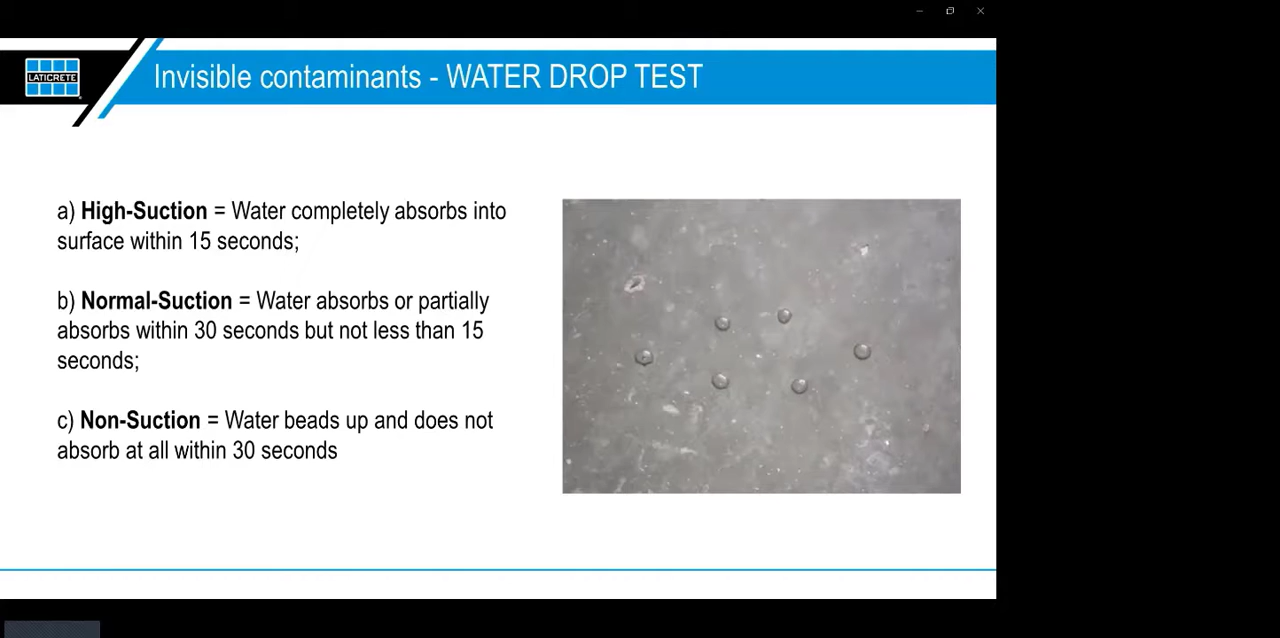 LATICRETE
Invisible contaminants - WATER DROP TEST
a) High-Suction = Water completely absorbs into
surface within 15 seconds;
b) Normal-Suction = Water absorbs or partially
absorbs within 30 seconds but not less than 15
seconds;
c) Non-Suction = Water beads up and does not
absorb at all within 30 seconds